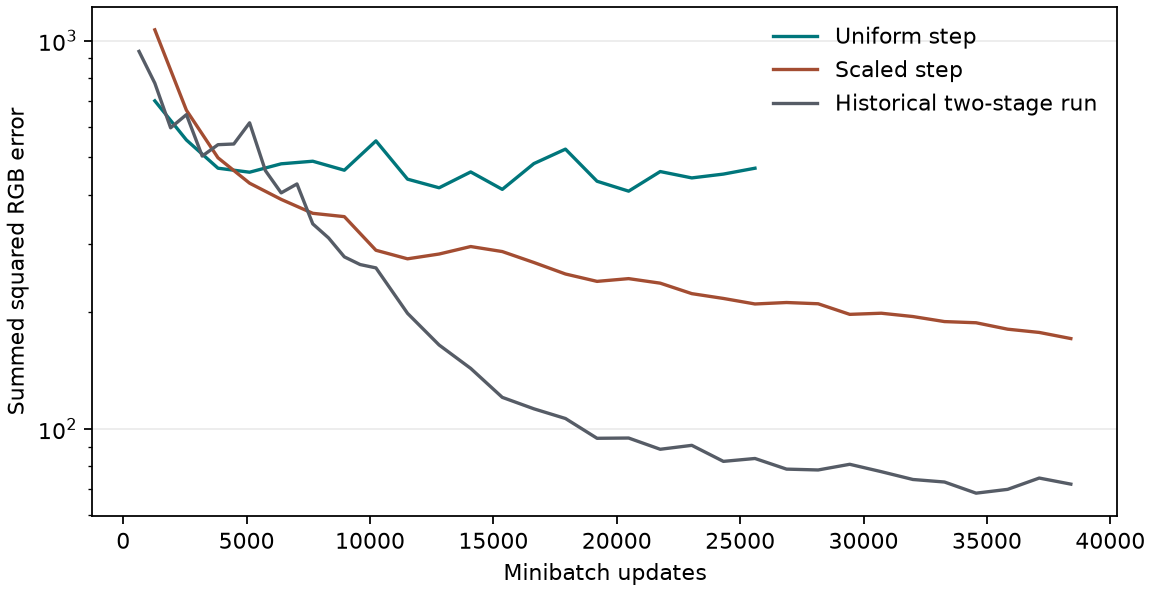 Uniform step
Scaled step
Historical two-stage run
Summed squared RGB error
10³
10²
0 5000 10000 15000 20000 25000 30000 35000 40000
Minibatch updates